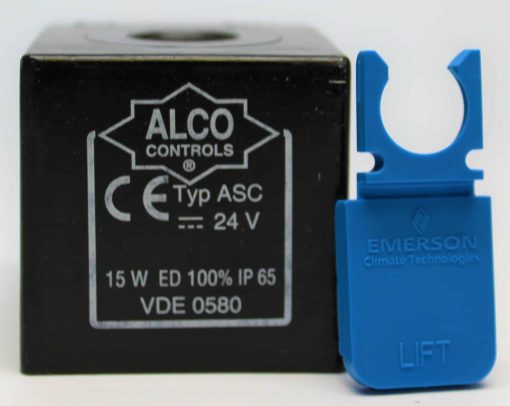 ALCO
CONTROLS
®
CE Typ ASC
24 V
15 W ED 100% IP 65
VDE 0580
EMERSON
Climate Technologies
LIFT